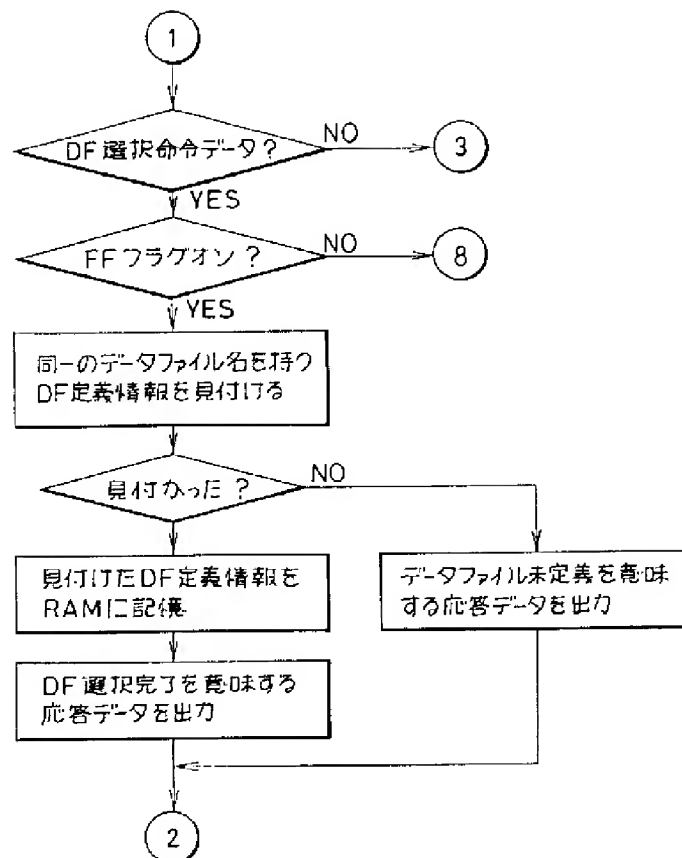 1
DF選択命令データ?
NO
3
YES
FFフラグオン?
NO
8
YES
同一のデータファイル名を持つ
DF定義情報を見付ける
見付かった?
NO
見付けたDF定義情報を
RAMに記憶
データファイル未定義を意味
する応答データを出力
DF選択完了を意味する
応答データを出力
2